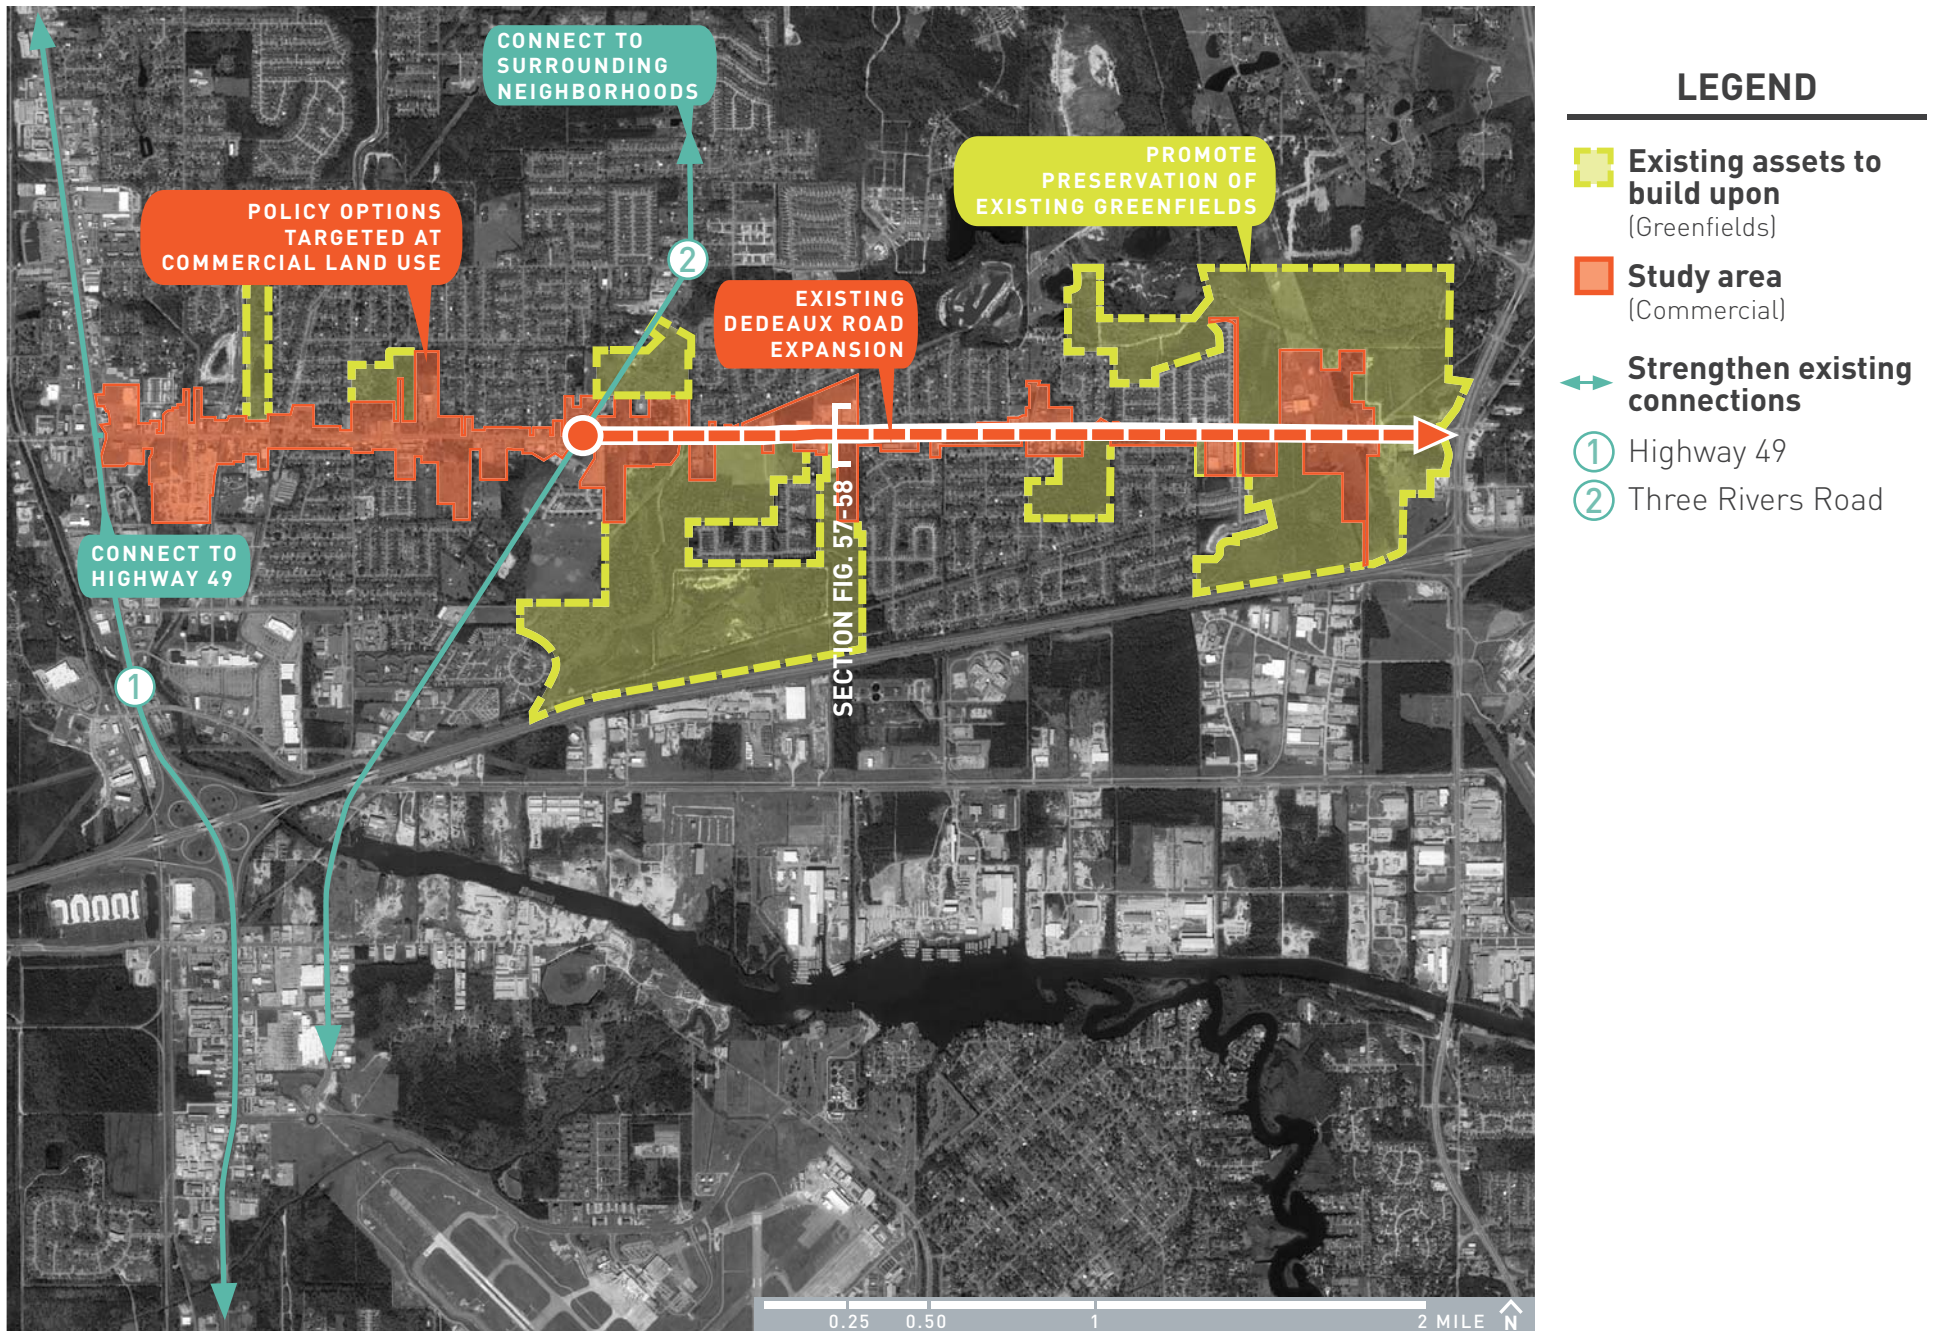 CONNECT TO
SURROUNDING
NEIGHBORHOODS
PROMOTE
PRESERVATION OF
EXISTING GREENFIELDS
POLICY OPTIONS
TARGETED AT
COMMERCIAL LAND USE
2
EXISTING
DEDEAUX ROAD
EXPANSION
SECTION FIG. 57-58
CONNECT TO
HIGHWAY 49
1
0.25
0.50
1
2 MILE
N
LEGEND
Existing assets to
build upon
(Greenfields)
Study area
(Commercial)
Strengthen existing
connections
1 Highway 49
2 Three Rivers Road